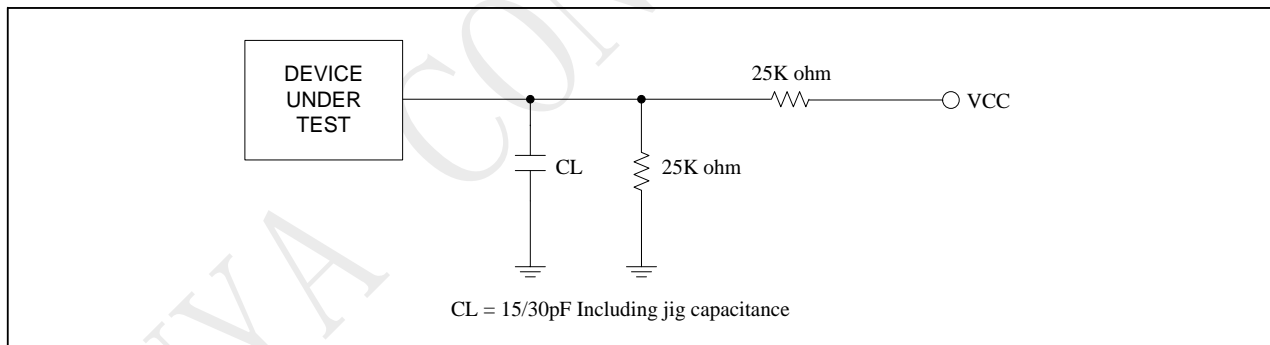 DEVICE
UNDER
TEST
25K ohm
VCC
CL
25K ohm
CL = 15/30pF Including jig capacitance